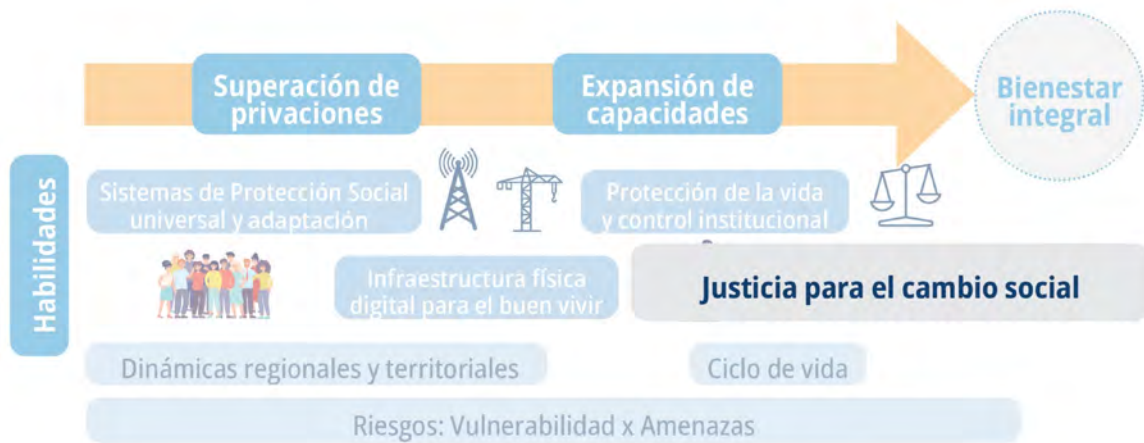 Superación de
privaciones
Expansión de
capacidades
Bienestar
integral
Habilidades
Sistemas de Protección Social
universal y adaptación
Protección de la vida
y control institucional
Infraestructura física
digital para el buen vivir
Justicia para el cambio social
Dinámicas regionales y territoriales
Ciclo de vida
Riesgos: Vulnerabilidad x Amenazas